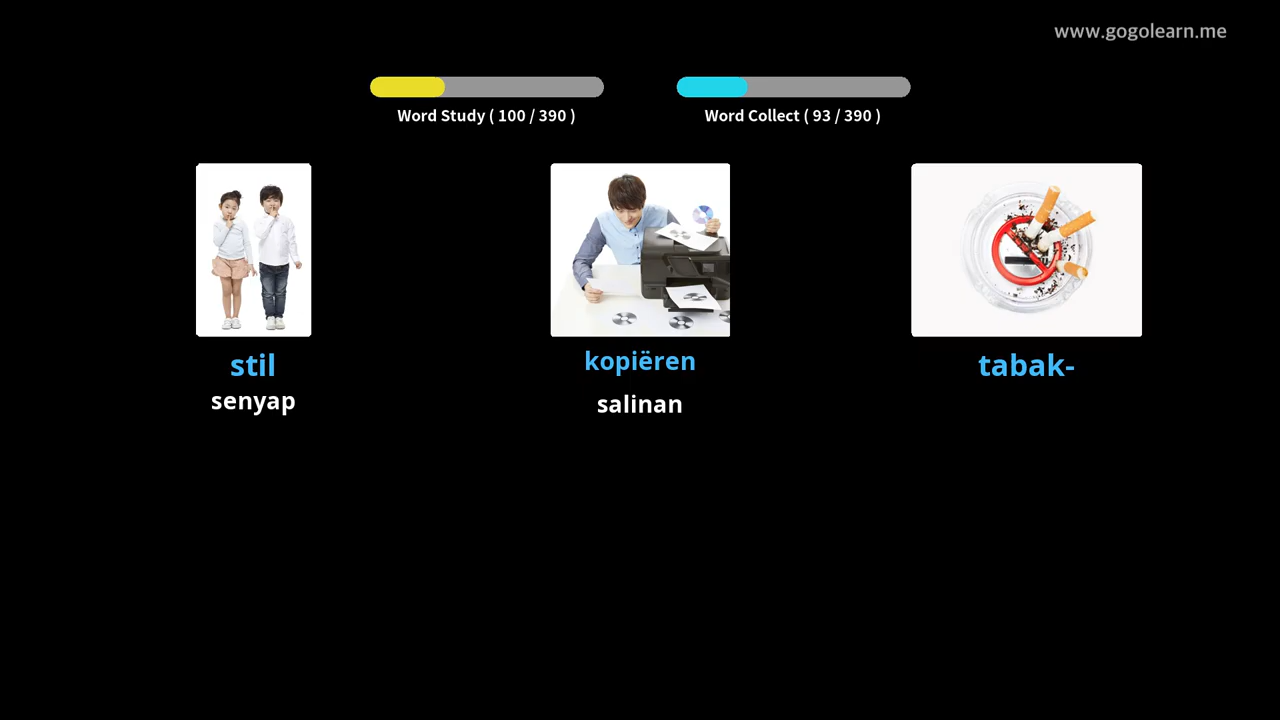 www.gogolearn.me
Word Study ( 100 / 390 )
Word Collect ( 93 / 390 )
stil
senyap
kopiëren
salinan
tabak-